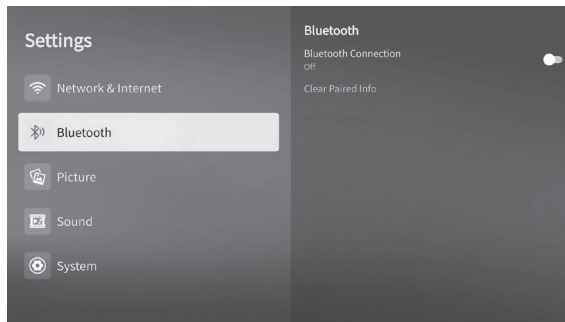 Settings
Network & Internet
Bluetooth
Picture
Sound
System
Bluetooth
Bluetooth Connection
Off
Clear Paired Info